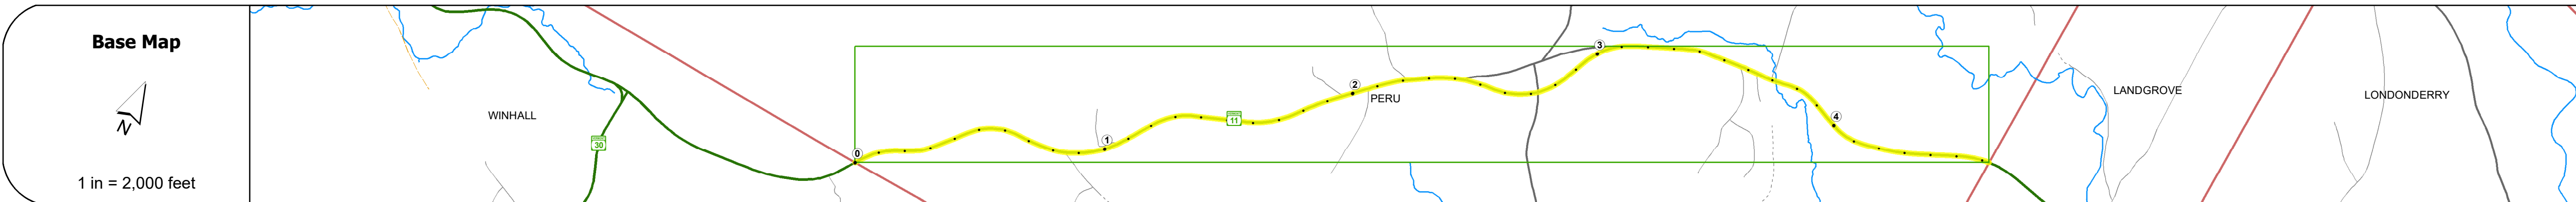 Base Map
N
1 in = 2,000 feet
WINHALL
30
0
1
11
2
PERU
3
4
LANDGROVE
LONDONDERRY